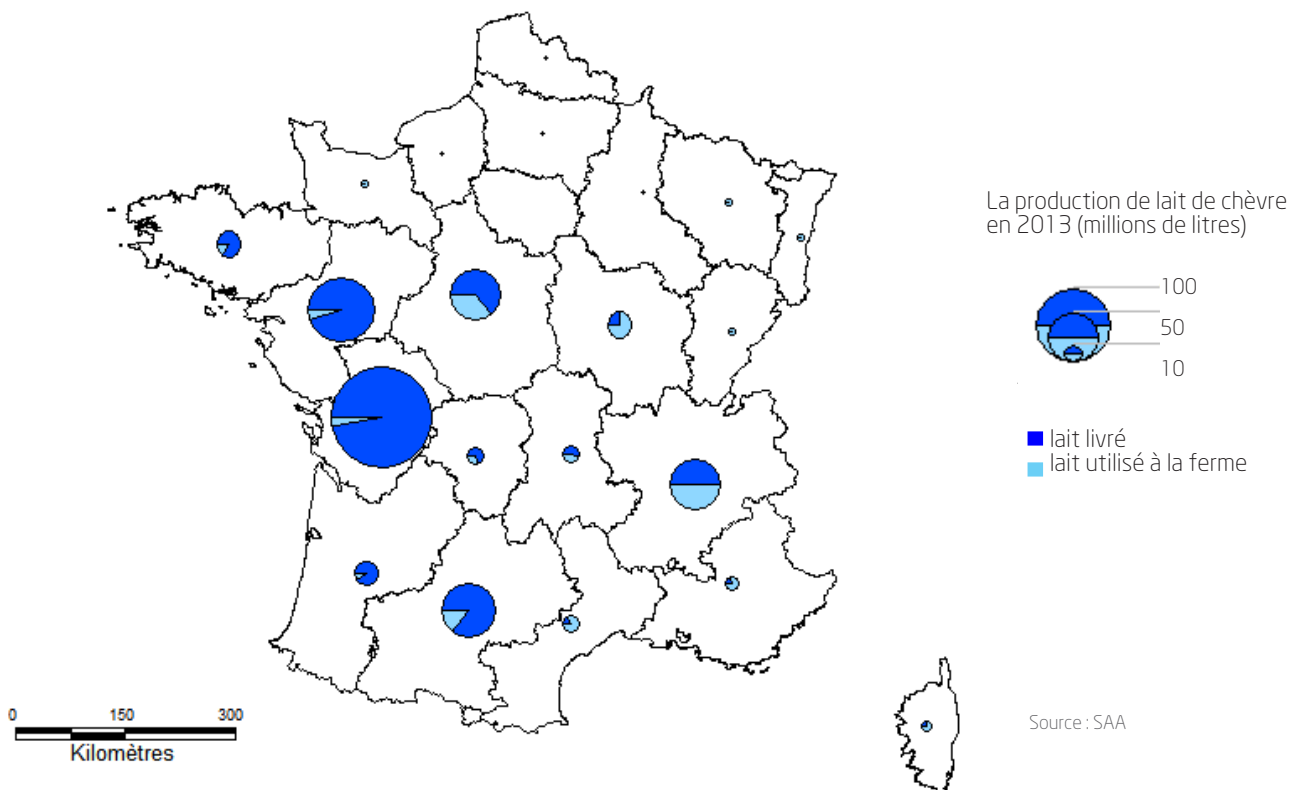 La production de lait de chèvre
en 2013 (millions de litres)
100
50
10
lait livré
lait utilisé à la ferme
0 150 300
Kilomètres
Source : SAA